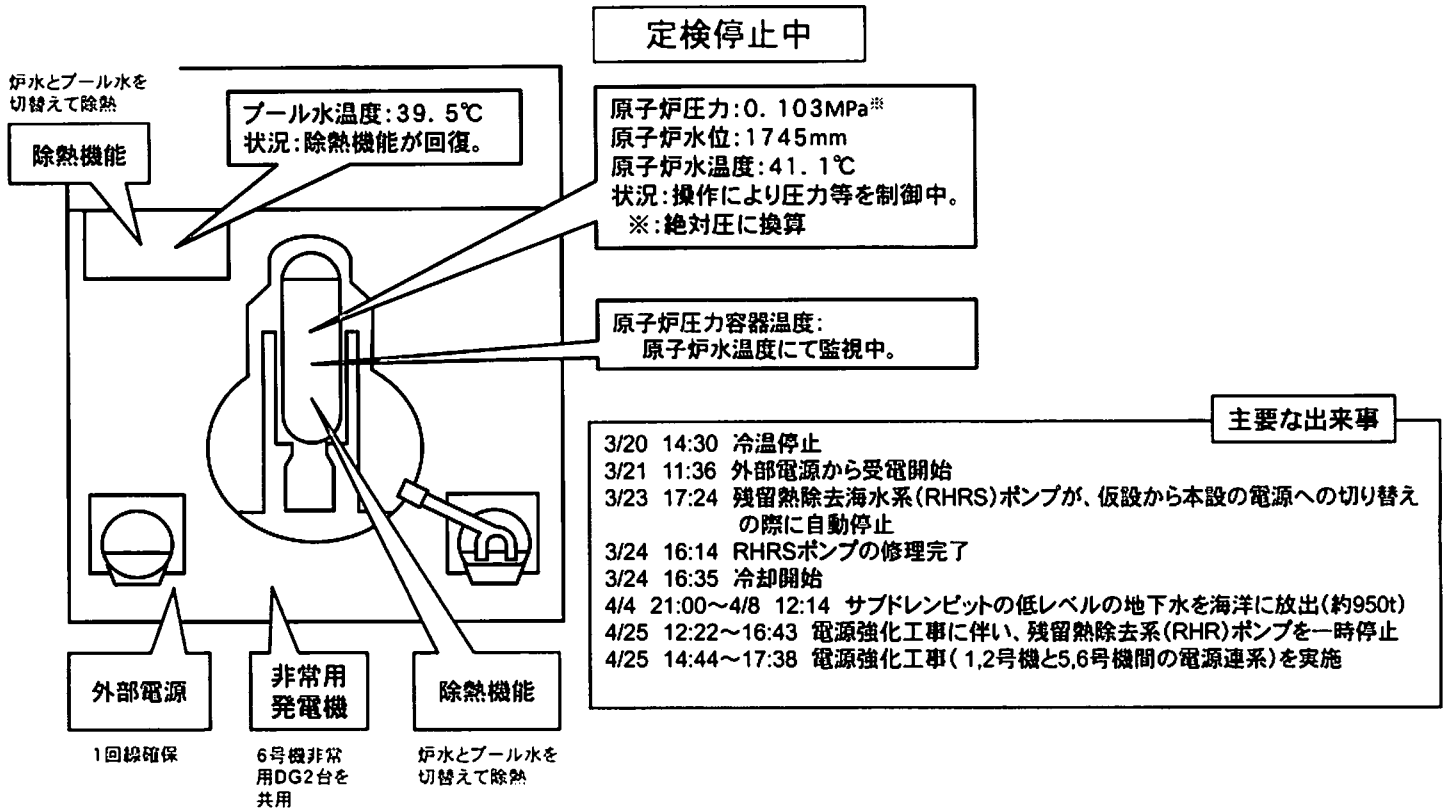 定検停止中
炉水とプール水を
切替えて除熱
除熱機能
プール水温度:39.5℃
状況:除熱機能が回復。
原子炉圧力:0.103MPa※
原子炉水位:1745mm
原子炉水温度:41.1℃
状況:操作により圧力等を制御中。
※:絶対圧に換算
原子炉圧力容器温度:
原子炉水温度にて監視中。
主要な出来事
3/20 14:30 冷温停止
3/21 11:36 外部電源から受電開始
3/23 17:24 残留熱除去海水系(RHRS)ポンプが、仮設から本設の電源への切り替え
の際に自動停止
3/24 16:14 RHRSポンプの修理完了
3/24 16:35 冷却開始
4/4 21:00~4/8 12:14 サブドレンピットの低レベルの地下水を海洋に放出(約950t)
4/25 12:22~16:43 電源強化工事に伴い、残留熱除去系(RHR)ポンプを一時停止
4/25 14:44~17:38 電源強化工事(1,2号機と5,6号機間の電源連系)を実施
外部電源
1回線確保
非常用
発電機
6号機非常
用DG2台を
共用
除熱機能
炉水とプール水を
切替えて除熱